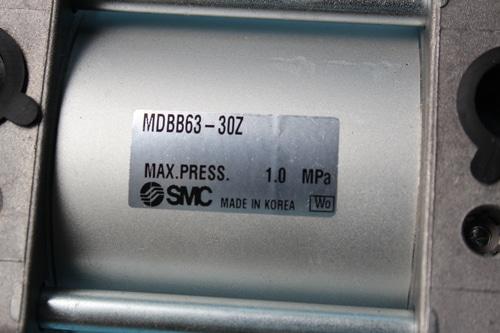 MDBB63-30Z
MAX.PRESS. 1.0 MPa
SMC MADE IN KOREA Wo